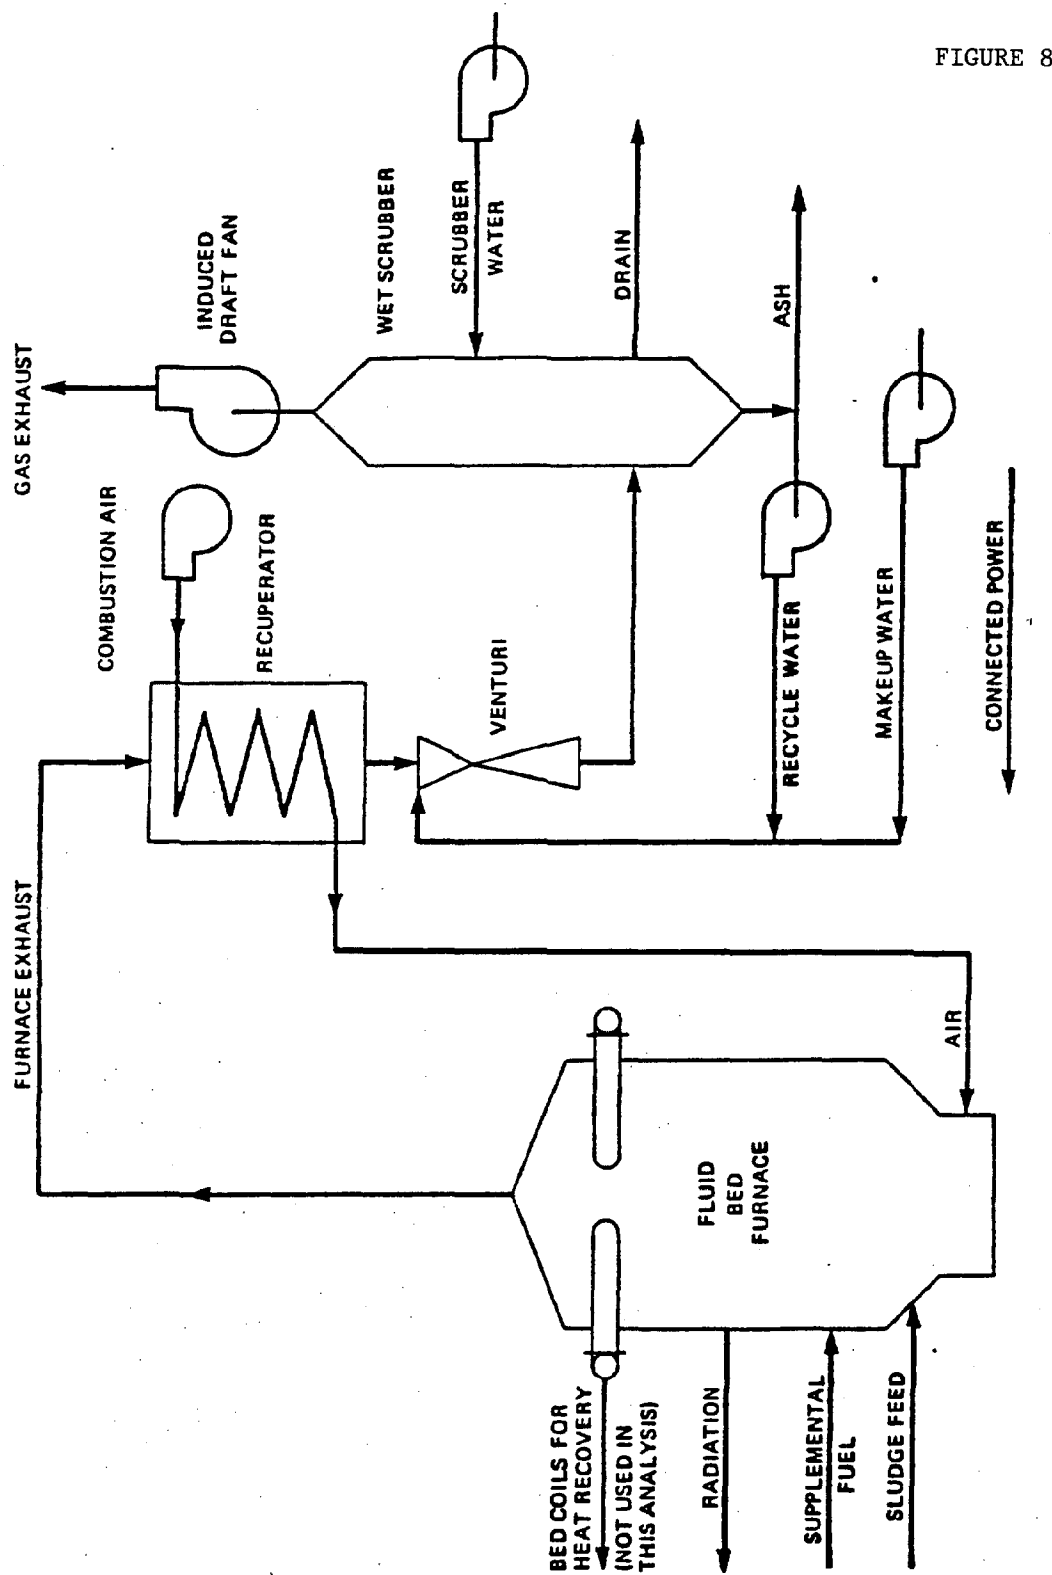 FIGURE 8
GAS EXHAUST
INDUCED
DRAFT FAN
COMBUSTION AIR
RECUPERATOR
FURNACE EXHAUST
WET SCRUBBER
SCRUBBER
WATER
DRAIN
ASH
VENTURI
RECYCLE WATER
MAKEUP WATER
CONNECTED POWER
AIR
FLUID
BED
FURNACE
BED COILS FOR
HEAT RECOVERY
(NOT USED IN
THIS ANALYSIS)
RADIATION
SUPPLEMENTAL
FUEL
SLUDGE FEED